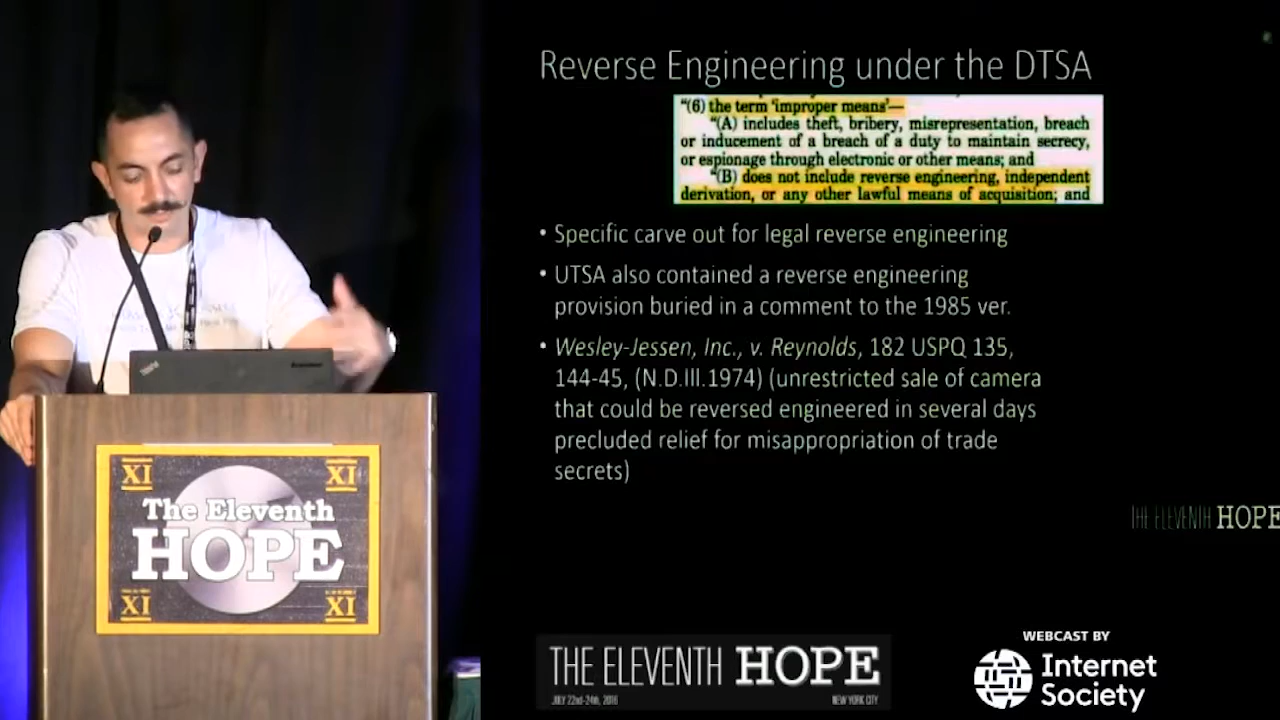 Reverse Engineering under the DTSA
"(6) the term 'improper means'—
"(A) includes theft, bribery, misrepresentation, breach
or inducement of a breach of a duty to maintain secrecy,
or espionage through electronic or other means; and
"(B) does not include reverse engineering, independent
derivation, or any other lawful means of acquisition; and
• Specific carve out for legal reverse engineering
• UTSA also contained a reverse engineering
provision buried in a comment to the 1985 ver.
• Wesley-Jessen, Inc., v. Reynolds, 182 USPQ 135,
144-45, (N.D.Ill.1974) (unrestricted sale of camera
that could be reversed engineered in several days
precluded relief for misappropriation of trade
secrets)
XI XI
The Eleventh
HOPE
XI XI
THE ELEVENTH HOPE
THE ELEVENTH HOPE
JULY 22nd-24th, 2016 NEW YORK CITY
WEBCAST BY
Internet
Society